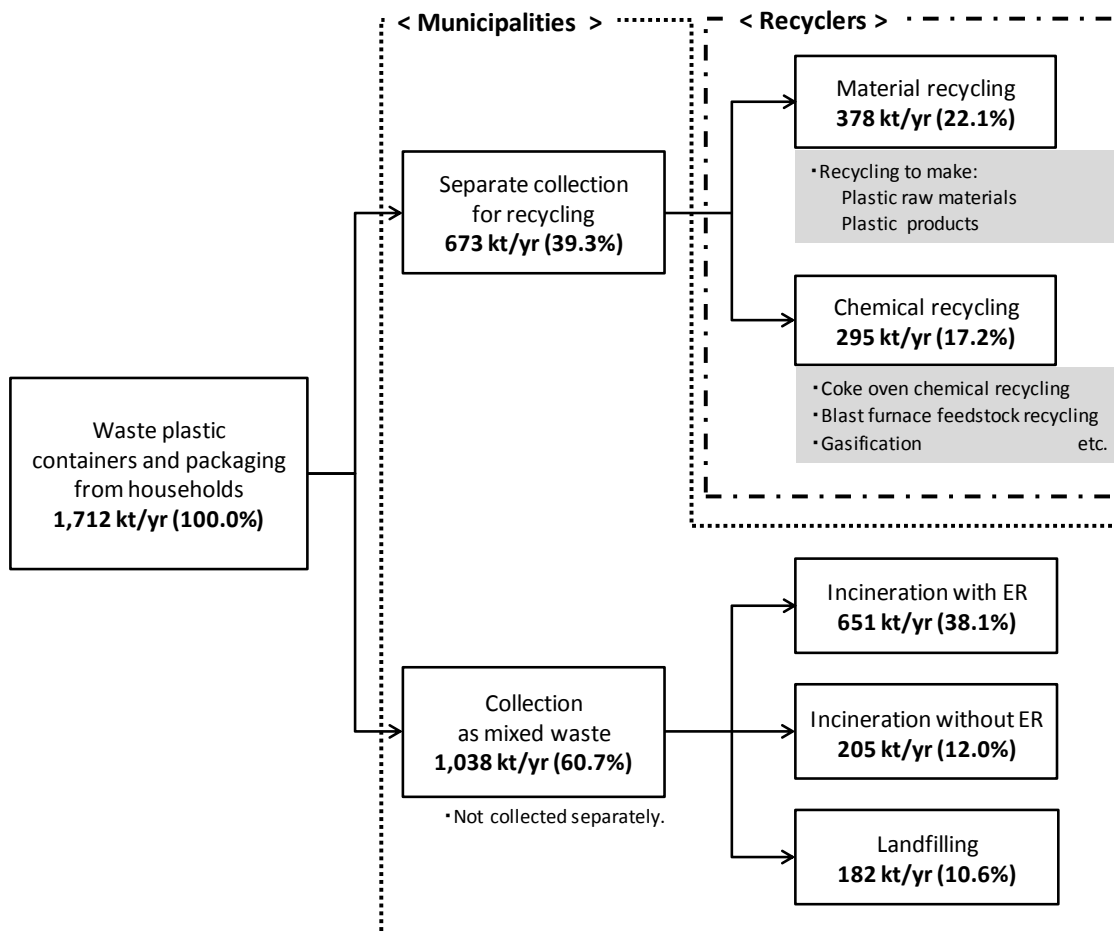 < Municipalities >
< Recyclers >
Material recycling
378 kt/yr (22.1%)
・Recycling to make:
Plastic raw materials
Plastic products
Separate collection
for recycling
673 kt/yr (39.3%)
Chemical recycling
295 kt/yr (17.2%)
・Coke oven chemical recycling
・Blast furnace feedstock recycling
・Gasification etc.
Waste plastic
containers and packaging
from households
1,712 kt/yr (100.0%)
Incineration with ER
651 kt/yr (38.1%)
Collection
as mixed waste
1,038 kt/yr (60.7%)
・Not collected separately.
Incineration without ER
205 kt/yr (12.0%)
Landfilling
182 kt/yr (10.6%)